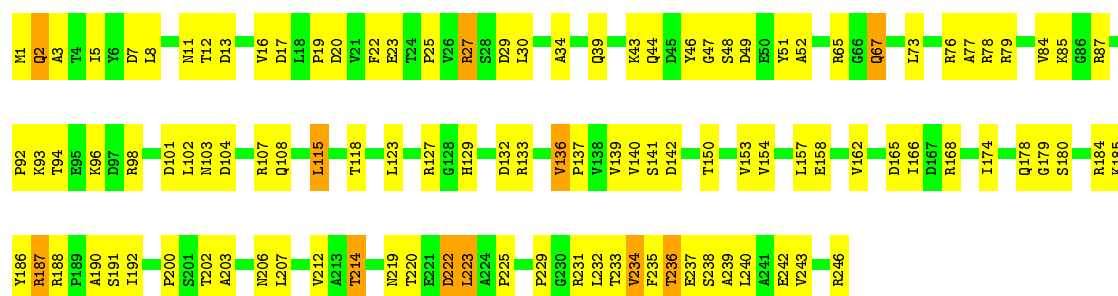 M1 Q2 A3 T4 I5 Y6 D7 L8 N11 T12 D13 V16 D17 L18 P19 D20 V21 F22 E23 T24 P25 V26 R27 S28 D29 L30 A34 Q39 K43 Q44 D45 Y46 G47 S48 D49 E50 Y51 A52 R65 G66 Q67 L73 R76 A77 R78 R79 V84 K85 G86 R87
P92 K93 T94 E95 K96 D97 R98 D101 L102 N103 D104 R107 Q108 L115 T118 L123 R127 G128 H129 D132 R133 V136 P137 V138 V139 V140 S141 D142 T150 V153 V154 L157 E158 V162 D165 I166 D167 R168 I174 Q178 G179 S180 R184 K185
Y186 R187 R188 P189 A190 S191 I192 P200 S201 T202 A203 N206 L207 V212 A213 T214 N219 T220 E221 D222 L223 A224 P225 P229 G230 R231 L232 T233 V234 F235 T236 E237 S238 A239 L240 A241 E242 V243 R246